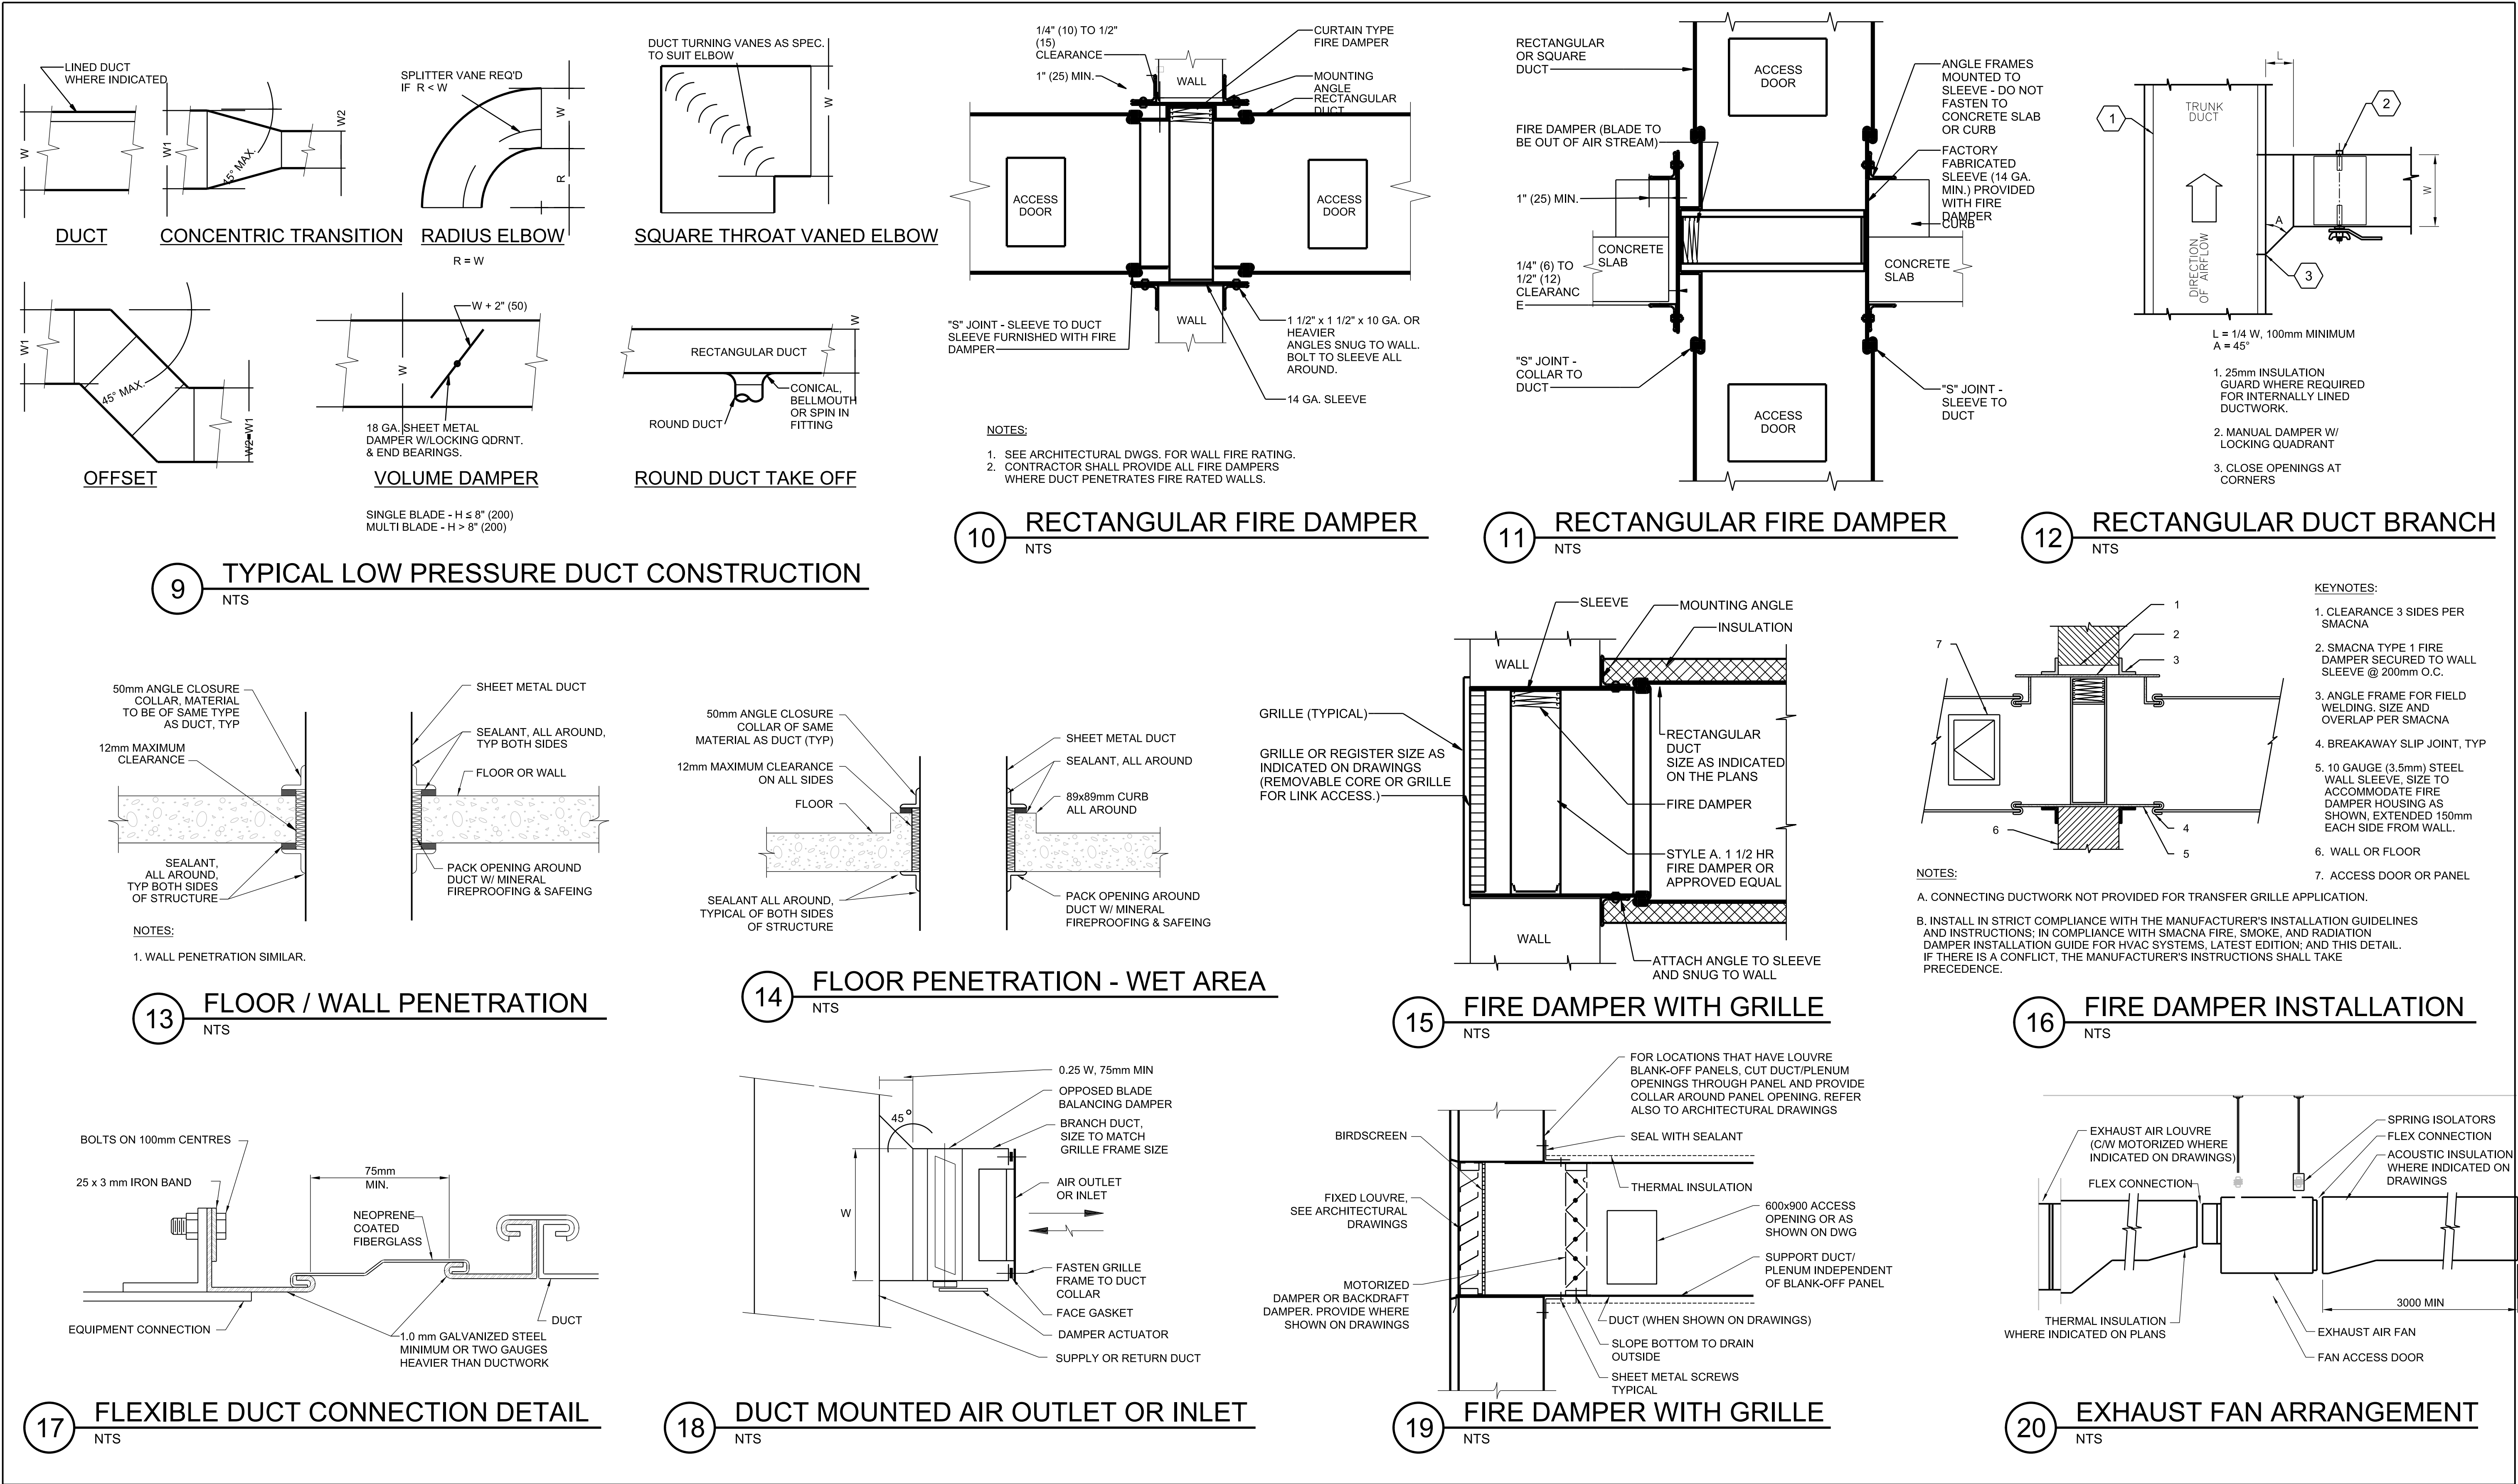 LINED DUCT
WHERE INDICATED
W
DUCT
W1
15° MAX.
W2
CONCENTRIC TRANSITION
SPLITTER VANE REQ'D
IF R < W
W
R
RADIUS ELBOW
R = W
DUCT TURNING VANES AS SPEC.
TO SUIT ELBOW
W
SQUARE THROAT VANED ELBOW
W1
45° MAX.
W2=W1
OFFSET
W + 2" (50)
W
18 GA. SHEET METAL
DAMPER W/LOCKING QDRNT.
& END BEARINGS.
VOLUME DAMPER
SINGLE BLADE - H ≤ 8" (200)
MULTI BLADE - H > 8" (200)
W
RECTANGULAR DUCT
CONICAL,
BELLMOUTH
OR SPIN IN
FITTING
ROUND DUCT
ROUND DUCT TAKE OFF
9
TYPICAL LOW PRESSURE DUCT CONSTRUCTION
NTS
1/4" (10) TO 1/2"
(15)
CLEARANCE
1" (25) MIN.
WALL
CURTAIN TYPE
FIRE DAMPER
MOUNTING
ANGLE
RECTANGULAR
DUCT
ACCESS
DOOR
ACCESS
DOOR
"S" JOINT - SLEEVE TO DUCT
SLEEVE FURNISHED WITH FIRE
DAMPER
WALL
1 1/2" x 1 1/2" x 10 GA. OR
HEAVIER
ANGLES SNUG TO WALL.
BOLT TO SLEEVE ALL
AROUND.
14 GA. SLEEVE
NOTES:
1. SEE ARCHITECTURAL DWGS. FOR WALL FIRE RATING.
2. CONTRACTOR SHALL PROVIDE ALL FIRE DAMPERS
WHERE DUCT PENETRATES FIRE RATED WALLS.
10
RECTANGULAR FIRE DAMPER
NTS
RECTANGULAR
OR SQUARE
DUCT
ACCESS
DOOR
ANGLE FRAMES
MOUNTED TO
SLEEVE - DO NOT
FASTEN TO
CONCRETE SLAB
OR CURB
FIRE DAMPER (BLADE TO
BE OUT OF AIR STREAM)
FACTORY
FABRICATED
SLEEVE (14 GA.
MIN.) PROVIDED
WITH FIRE
DAMPER
CURB
1" (25) MIN.
CONCRETE
SLAB
CONCRETE
SLAB
1/4" (6) TO
1/2" (12)
CLEARANC
E
"S" JOINT -
COLLAR TO
DUCT
"S" JOINT -
SLEEVE TO
DUCT
ACCESS
DOOR
11
RECTANGULAR FIRE DAMPER
NTS
L
1
2
3
TRUNK
DUCT
DIRECTION
OF AIRFLOW
A
W
L = 1/4 W, 100mm MINIMUM
A = 45°
1. 25mm INSULATION
GUARD WHERE REQUIRED
FOR INTERNALLY LINED
DUCTWORK.
2. MANUAL DAMPER W/
LOCKING QUADRANT
3. CLOSE OPENINGS AT
CORNERS
12
RECTANGULAR DUCT BRANCH
NTS
50mm ANGLE CLOSURE
COLLAR, MATERIAL
TO BE OF SAME TYPE
AS DUCT, TYP
12mm MAXIMUM
CLEARANCE
SHEET METAL DUCT
SEALANT, ALL AROUND,
TYP BOTH SIDES
FLOOR OR WALL
SEALANT,
ALL AROUND,
TYP BOTH SIDES
OF STRUCTURE
PACK OPENING AROUND
DUCT W/ MINERAL
FIREPROOFING & SAFEING
NOTES:
1. WALL PENETRATION SIMILAR.
13
FLOOR / WALL PENETRATION
NTS
50mm ANGLE CLOSURE
COLLAR OF SAME
MATERIAL AS DUCT (TYP)
12mm MAXIMUM CLEARANCE
ON ALL SIDES
FLOOR
SHEET METAL DUCT
SEALANT, ALL AROUND
89x89mm CURB
ALL AROUND
SEALANT ALL AROUND,
TYPICAL OF BOTH SIDES
OF STRUCTURE
PACK OPENING AROUND
DUCT W/ MINERAL
FIREPROOFING & SAFEING
14
FLOOR PENETRATION - WET AREA
NTS
SLEEVE
MOUNTING ANGLE
INSULATION
WALL
GRILLE (TYPICAL)
GRILLE OR REGISTER SIZE AS
INDICATED ON DRAWINGS
(REMOVABLE CORE OR GRILLE
FOR LINK ACCESS.)
RECTANGULAR
DUCT
SIZE AS INDICATED
ON THE PLANS
FIRE DAMPER
STYLE A. 1 1/2 HR
FIRE DAMPER OR
APPROVED EQUAL
WALL
ATTACH ANGLE TO SLEEVE
AND SNUG TO WALL
15
FIRE DAMPER WITH GRILLE
NTS
1
2
3
7
6
4
5
KEYNOTES:
1. CLEARANCE 3 SIDES PER
SMACNA
2. SMACNA TYPE 1 FIRE
DAMPER SECURED TO WALL
SLEEVE @ 200mm O.C.
3. ANGLE FRAME FOR FIELD
WELDING. SIZE AND
OVERLAP PER SMACNA
4. BREAKAWAY SLIP JOINT, TYP
5. 10 GAUGE (3.5mm) STEEL
WALL SLEEVE, SIZE TO
ACCOMMODATE FIRE
DAMPER HOUSING AS
SHOWN, EXTENDED 150mm
EACH SIDE FROM WALL.
6. WALL OR FLOOR
7. ACCESS DOOR OR PANEL
NOTES:
A. CONNECTING DUCTWORK NOT PROVIDED FOR TRANSFER GRILLE APPLICATION.
B. INSTALL IN STRICT COMPLIANCE WITH THE MANUFACTURER'S INSTALLATION GUIDELINES
AND INSTRUCTIONS; IN COMPLIANCE WITH SMACNA FIRE, SMOKE, AND RADIATION
DAMPER INSTALLATION GUIDE FOR HVAC SYSTEMS, LATEST EDITION; AND THIS DETAIL.
IF THERE IS A CONFLICT, THE MANUFACTURER'S INSTRUCTIONS SHALL TAKE
PRECEDENCE.
16
FIRE DAMPER INSTALLATION
NTS
BOLTS ON 100mm CENTRES
25 x 3 mm IRON BAND
75mm
MIN.
NEOPRENE
COATED
FIBERGLASS
EQUIPMENT CONNECTION
DUCT
1.0 mm GALVANIZED STEEL
MINIMUM OR TWO GAUGES
HEAVIER THAN DUCTWORK
17
FLEXIBLE DUCT CONNECTION DETAIL
NTS
0.25 W, 75mm MIN
45°
OPPOSED BLADE
BALANCING DAMPER
BRANCH DUCT,
SIZE TO MATCH
GRILLE FRAME SIZE
W
AIR OUTLET
OR INLET
FASTEN GRILLE
FRAME TO DUCT
COLLAR
FACE GASKET
DAMPER ACTUATOR
SUPPLY OR RETURN DUCT
18
DUCT MOUNTED AIR OUTLET OR INLET
NTS
FOR LOCATIONS THAT HAVE LOUVRE
BLANK-OFF PANELS, CUT DUCT/PLENUM
OPENINGS THROUGH PANEL AND PROVIDE
COLLAR AROUND PANEL OPENING. REFER
ALSO TO ARCHITECTURAL DRAWINGS
BIRDSCREEN
SEAL WITH SEALANT
THERMAL INSULATION
FIXED LOUVRE,
SEE ARCHITECTURAL
DRAWINGS
600x900 ACCESS
OPENING OR AS
SHOWN ON DWG
SUPPORT DUCT/
PLENUM INDEPENDENT
OF BLANK-OFF PANEL
MOTORIZED
DAMPER OR BACKDRAFT
DAMPER. PROVIDE WHERE
SHOWN ON DRAWINGS
DUCT (WHEN SHOWN ON DRAWINGS)
SLOPE BOTTOM TO DRAIN
OUTSIDE
SHEET METAL SCREWS
TYPICAL
19
FIRE DAMPER WITH GRILLE
NTS
EXHAUST AIR LOUVRE
(C/W MOTORIZED WHERE
INDICATED ON DRAWINGS)
FLEX CONNECTION
SPRING ISOLATORS
FLEX CONNECTION
ACOUSTIC INSULATION
WHERE INDICATED ON
DRAWINGS
3000 MIN
THERMAL INSULATION
WHERE INDICATED ON PLANS
EXHAUST AIR FAN
FAN ACCESS DOOR
20
EXHAUST FAN ARRANGEMENT
NTS